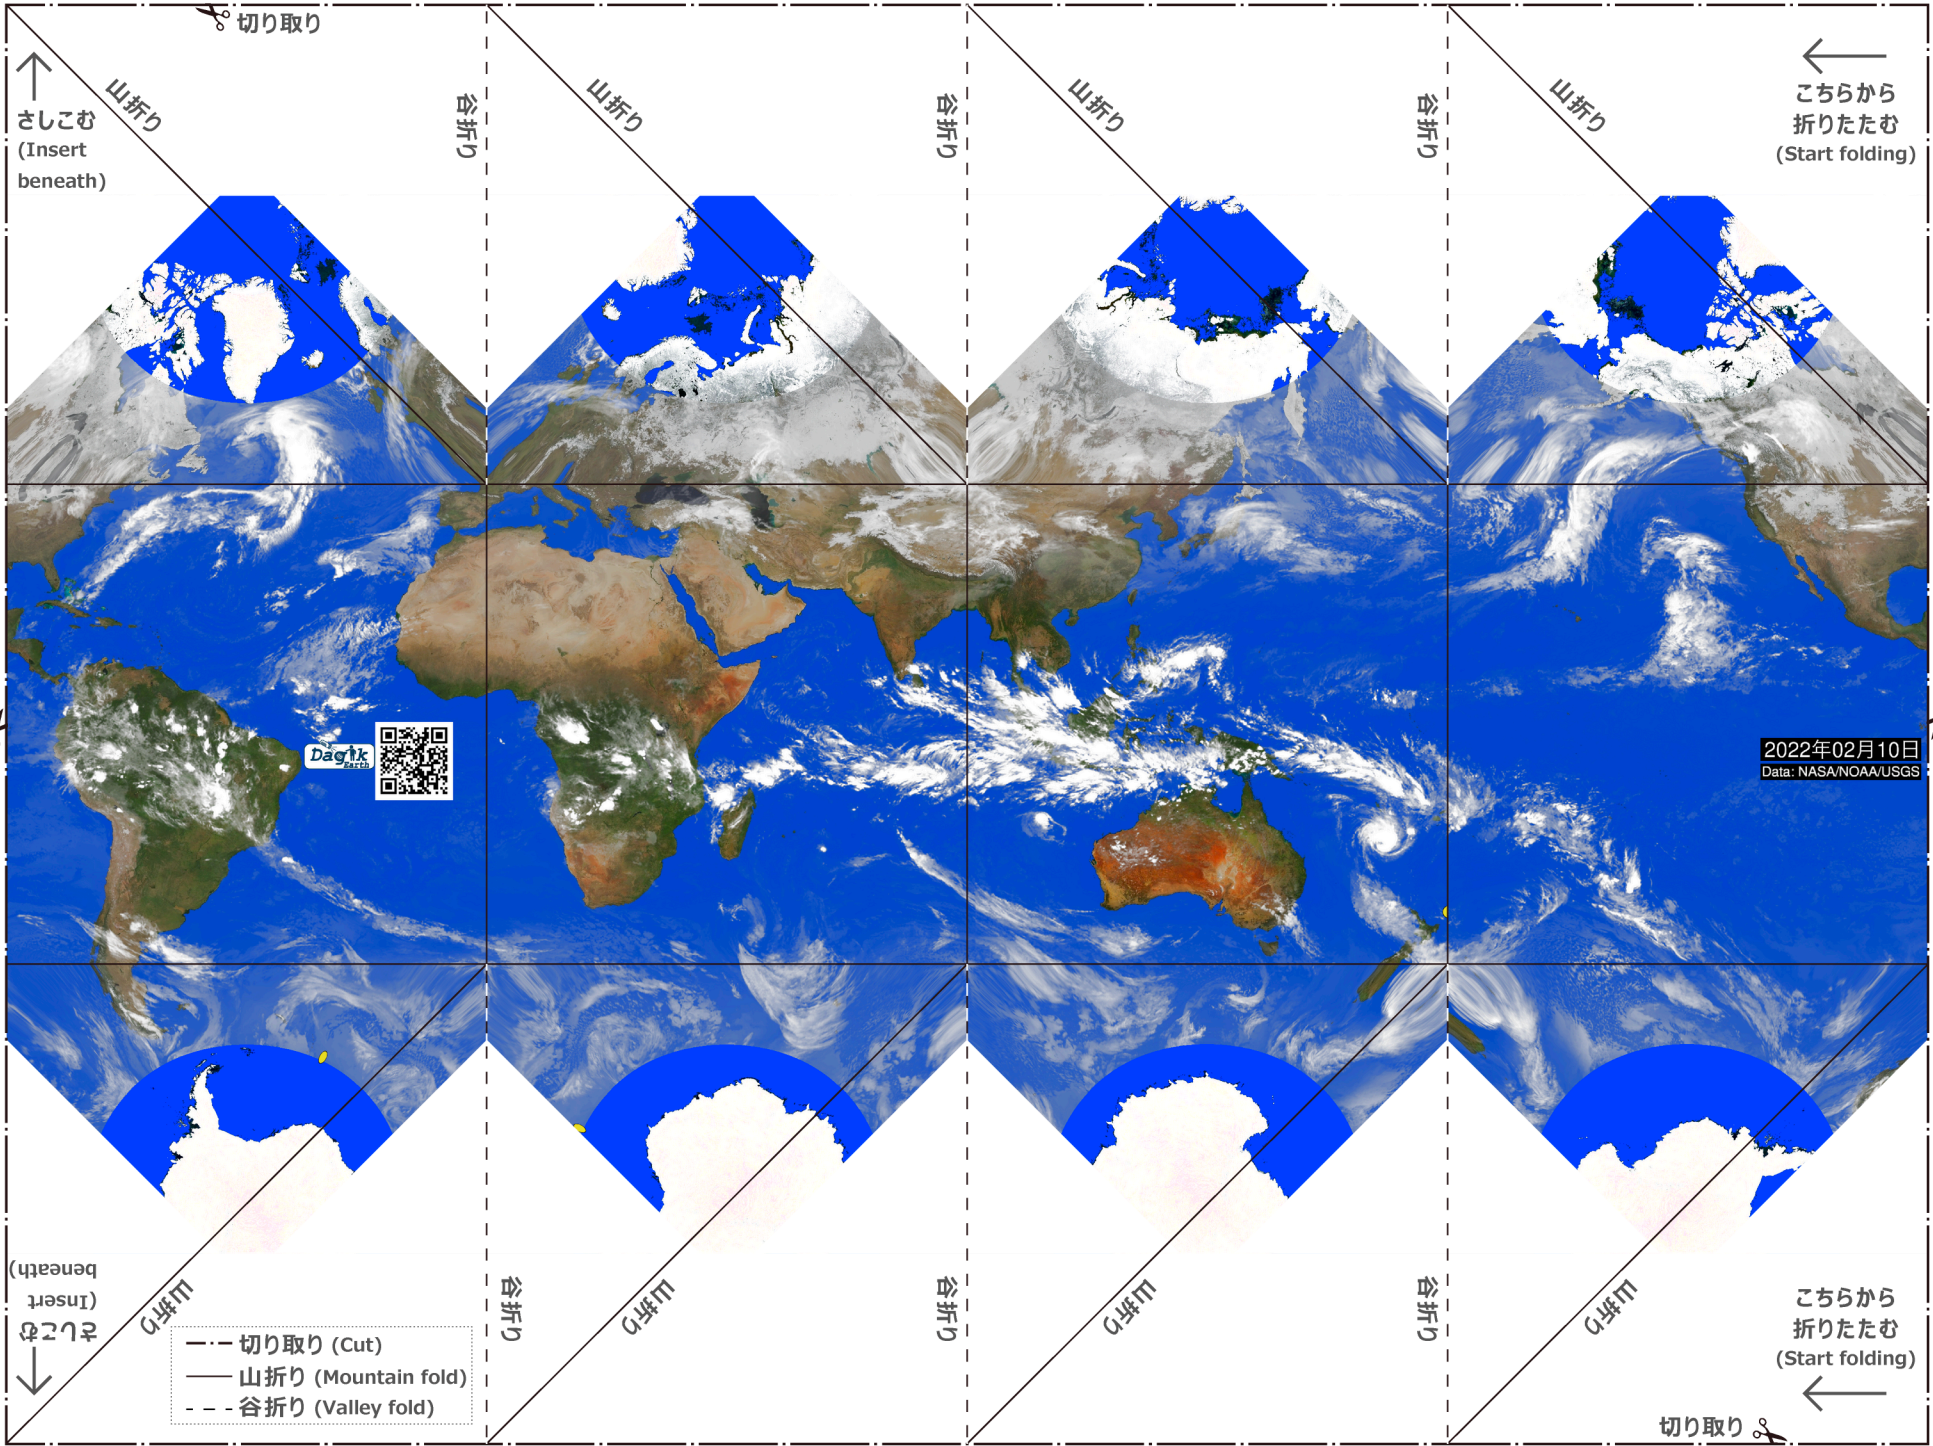 切り取り
さしこむ
(Insert
beneath)
山折り
谷折り
山折り
谷折り
山折り
谷折り
山折り
こちらから
折りたたむ
(Start folding)
Dagik
Earth
2022年02月10日
Data: NASA/NOAA/USGS
さしこむ
(Insert
beneath)
山折り
谷折り
山折り
谷折り
山折り
谷折り
山折り
こちらから
折りたたむ
(Start folding)
切り取り (Cut)
山折り (Mountain fold)
谷折り (Valley fold)
切り取り